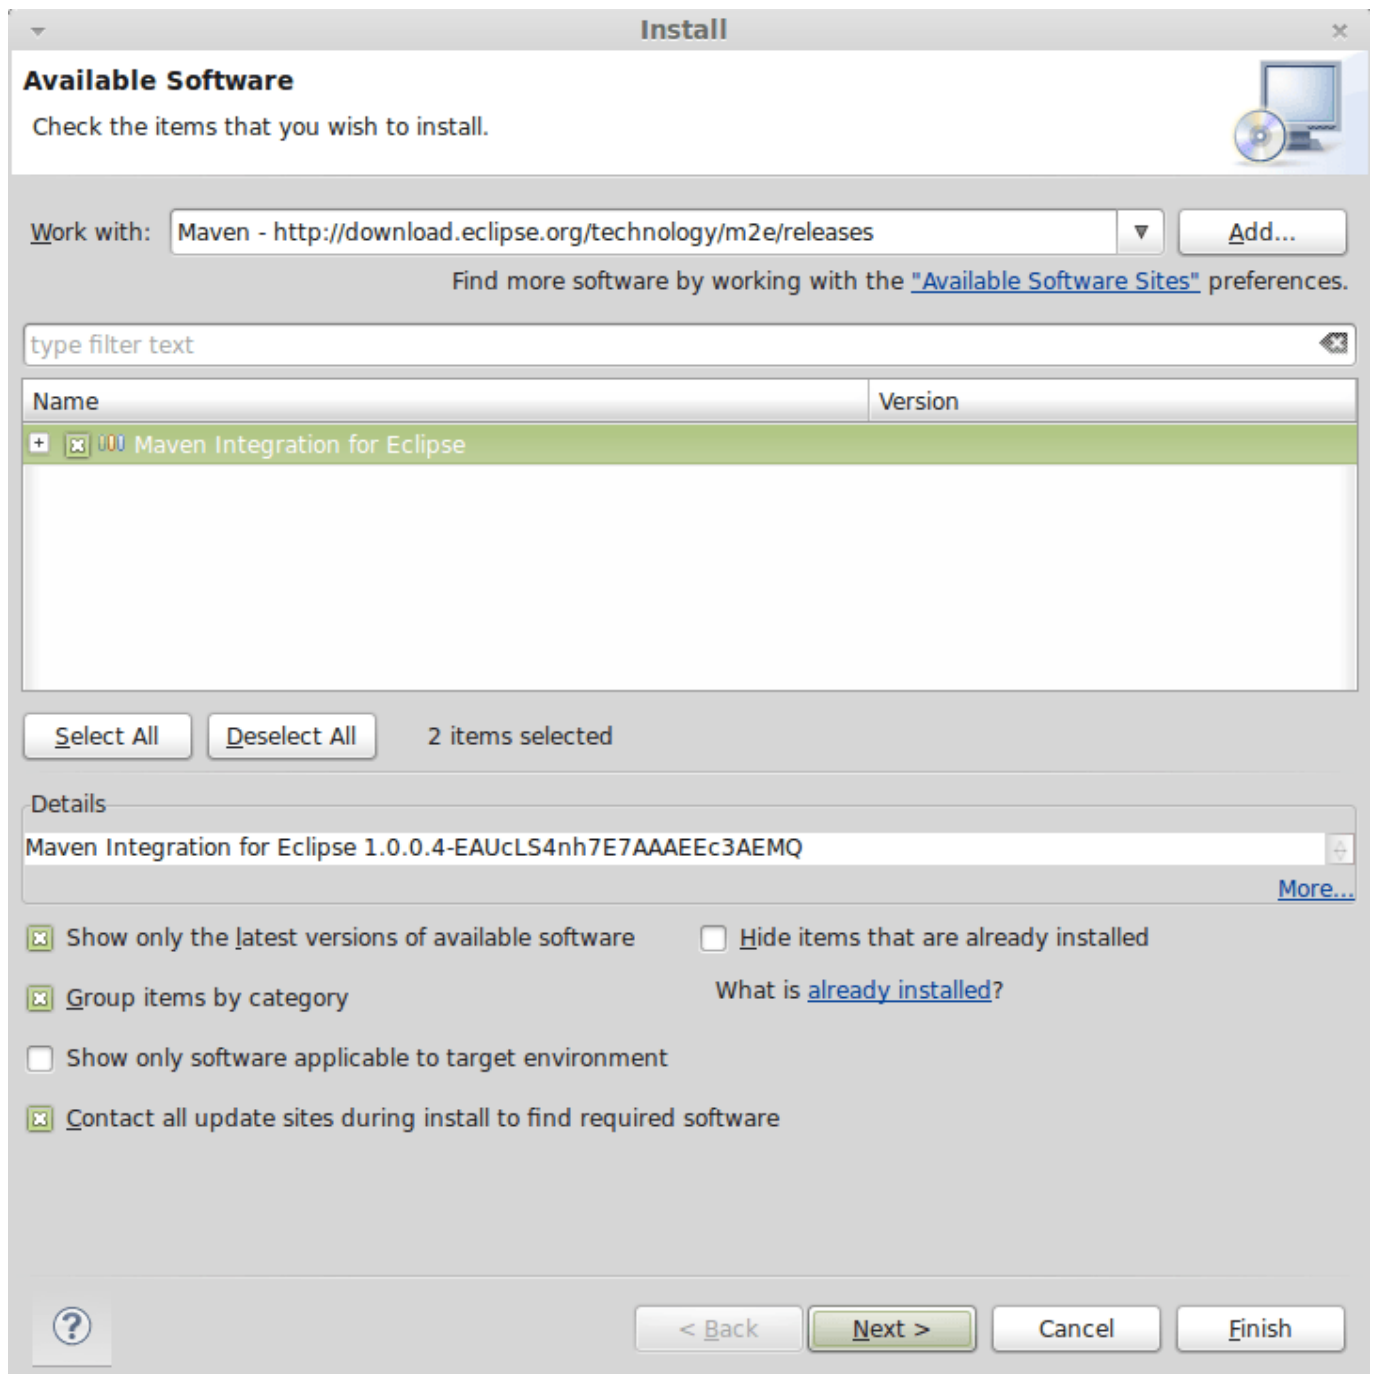 Install
Available Software
Check the items that you wish to install.
Work with: Maven - http://download.eclipse.org/technology/m2e/releases Add...
Find more software by working with the "Available Software Sites" preferences.
type filter text
Name Version
Maven Integration for Eclipse
Select All Deselect All 2 items selected
Details
Maven Integration for Eclipse 1.0.0.4-EAUcLS4nh7E7AAAEEc3AEMQ
More...
Show only the latest versions of available software Hide items that are already installed
Group items by category What is already installed?
Show only software applicable to target environment
Contact all update sites during install to find required software
? < Back Next > Cancel Finish